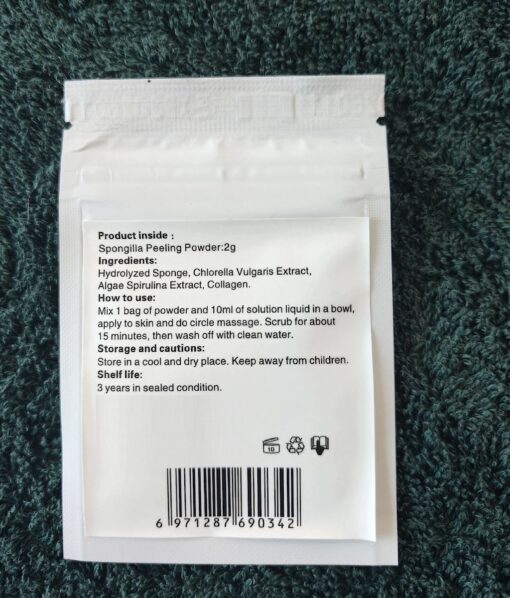 Product inside :
Spongilla Peeling Powder:2g
Ingredients:
Hydrolyzed Sponge, Chlorella Vulgaris Extract,
Algae Spirulina Extract, Collagen.
How to use:
Mix 1 bag of powder and 10ml of solution liquid in a bowl,
apply to skin and do circle massage. Scrub for about
15 minutes, then wash off with clean water.
Storage and cautions:
Store in a cool and dry place. Keep away from children.
Shelf life:
3 years in sealed condition.
1D
6 971287 690342